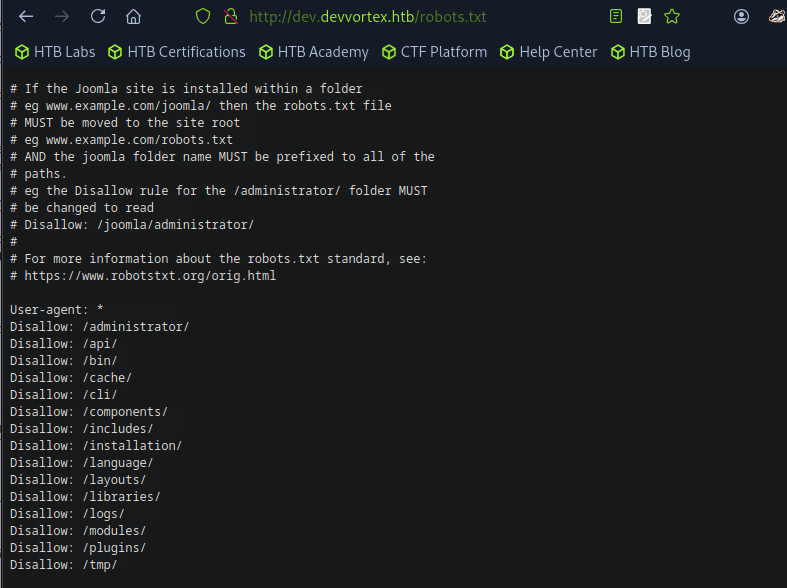 http://dev.devvortex.htb/robots.txt
HTB Labs HTB Certifications HTB Academy CTF Platform Help Center HTB Blog
# If the Joomla site is installed within a folder
# eg www.example.com/joomla/ then the robots.txt file
# MUST be moved to the site root
# eg www.example.com/robots.txt
# AND the joomla folder name MUST be prefixed to all of the
# paths.
# eg the Disallow rule for the /administrator/ folder MUST
# be changed to read
# Disallow: /joomla/administrator/
#
# For more information about the robots.txt standard, see:
# https://www.robotstxt.org/orig.html
User-agent: *
Disallow: /administrator/
Disallow: /api/
Disallow: /bin/
Disallow: /cache/
Disallow: /cli/
Disallow: /components/
Disallow: /includes/
Disallow: /installation/
Disallow: /language/
Disallow: /layouts/
Disallow: /libraries/
Disallow: /logs/
Disallow: /modules/
Disallow: /plugins/
Disallow: /tmp/